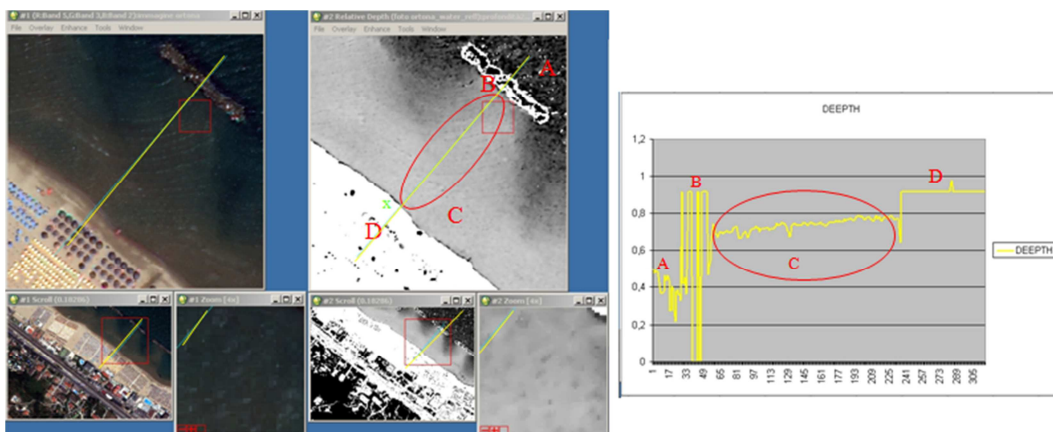 #1 (R:Band 5,G:Band 3,B:Band 2):immagine ortona
File Overlay Enhance Tools Window
#2 Relative Depth
File Overlay Enhance Tools Window
A
B
C
x
D
#1 Scroll (0.18286)
#1 Zoom [4x]
#2 Scroll (0.18286)
#2 Zoom [4x]
DEEPTH
1,2
1
0,8
0,6
0,4
0,2
0
A
B
C
D
DEEPTH
1 17 33 49 65 81 97 113 129 145 161 177 193 209 225 241 257 273 289 305